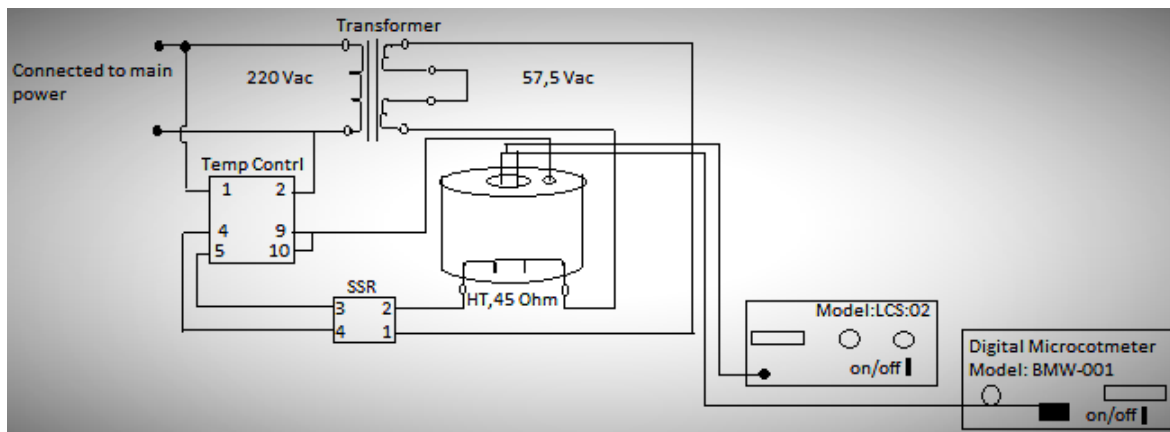 Transformer
Connected to main
power
220 Vac
57,5 Vac
Temp Contrl
1 2
4 9
5 10
SSR
3 2
4 1
HT,45 Ohm
Model:LCS:02
on/off
Digital Microcotmeter
Model: BMW-001
on/off